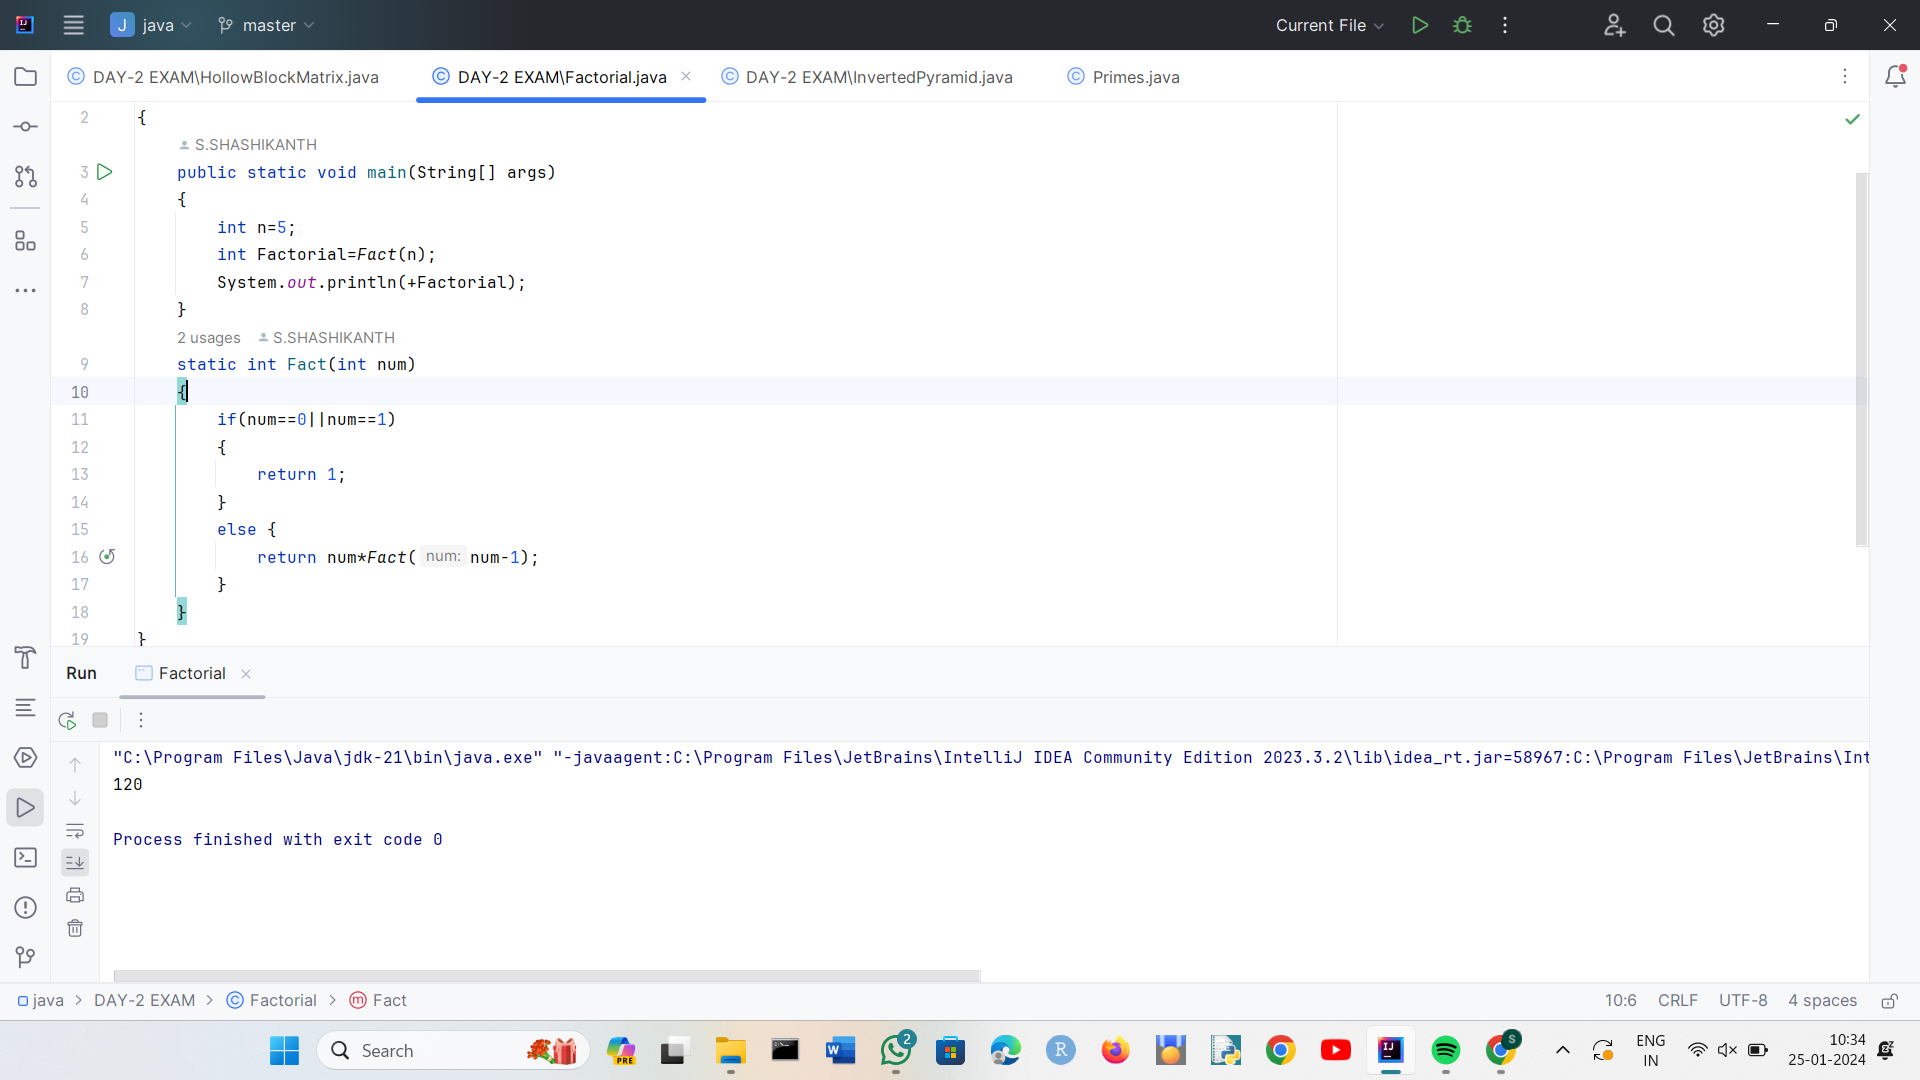 java master Current File
DAY-2 EXAM\HollowBlockMatrix.java DAY-2 EXAM\Factorial.java DAY-2 EXAM\InvertedPyramid.java Primes.java
2 {
S.SHASHIKANTH
3 public static void main(String[] args)
4 {
5 int n=5;
6 int Factorial=Fact(n);
7 System.out.println(+Factorial);
8 }
2 usages S.SHASHIKANTH
9 static int Fact(int num)
10 {
11 if(num==0||num==1)
12 {
13 return 1;
14 }
15 else {
16 return num*Fact( num: num-1);
17 }
18 }
19 }
Run Factorial
"C:\Program Files\Java\jdk-21\bin\java.exe" "-javaagent:C:\Program Files\JetBrains\IntelliJ IDEA Community Edition 2023.3.2\lib\idea_rt.jar=58967:C:\Program Files\JetBrains\Int
120
Process finished with exit code 0
java > DAY-2 EXAM > Factorial > Fact 10:6 CRLF UTF-8 4 spaces
Search 2 ENG 10:34
IN 25-01-2024